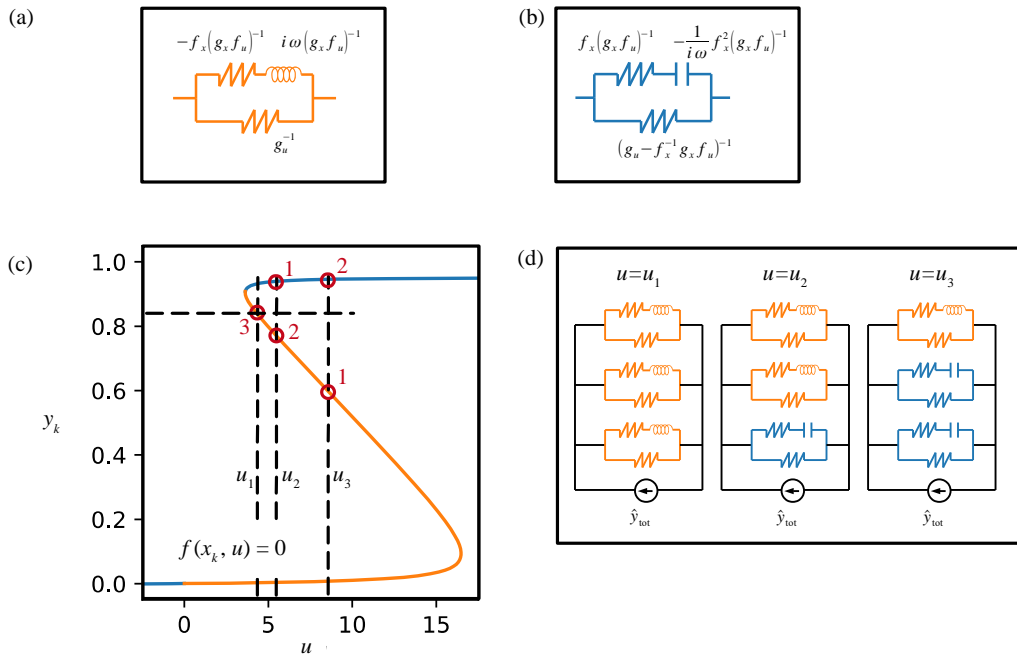 (a)
−f_x(g_x f_u)^{−1} iω(g_x f_u)^{−1}
g_u^{−1}
(b)
f_x(g_x f_u)^{−1} −\frac{1}{iω} f_x^2(g_x f_u)^{−1}
(g_u−f_x^{−1} g_x f_u)^{−1}
(c)
1.0
0.8
0.6
0.4
0.2
0.0
y_k
1
2
3
2
1
u_1
u_2
u_3
f(x_k, u) = 0
0
5
10
15
u
(d)
u=u_1 u=u_2 u=u_3
ŷ_tot ŷ_tot ŷ_tot